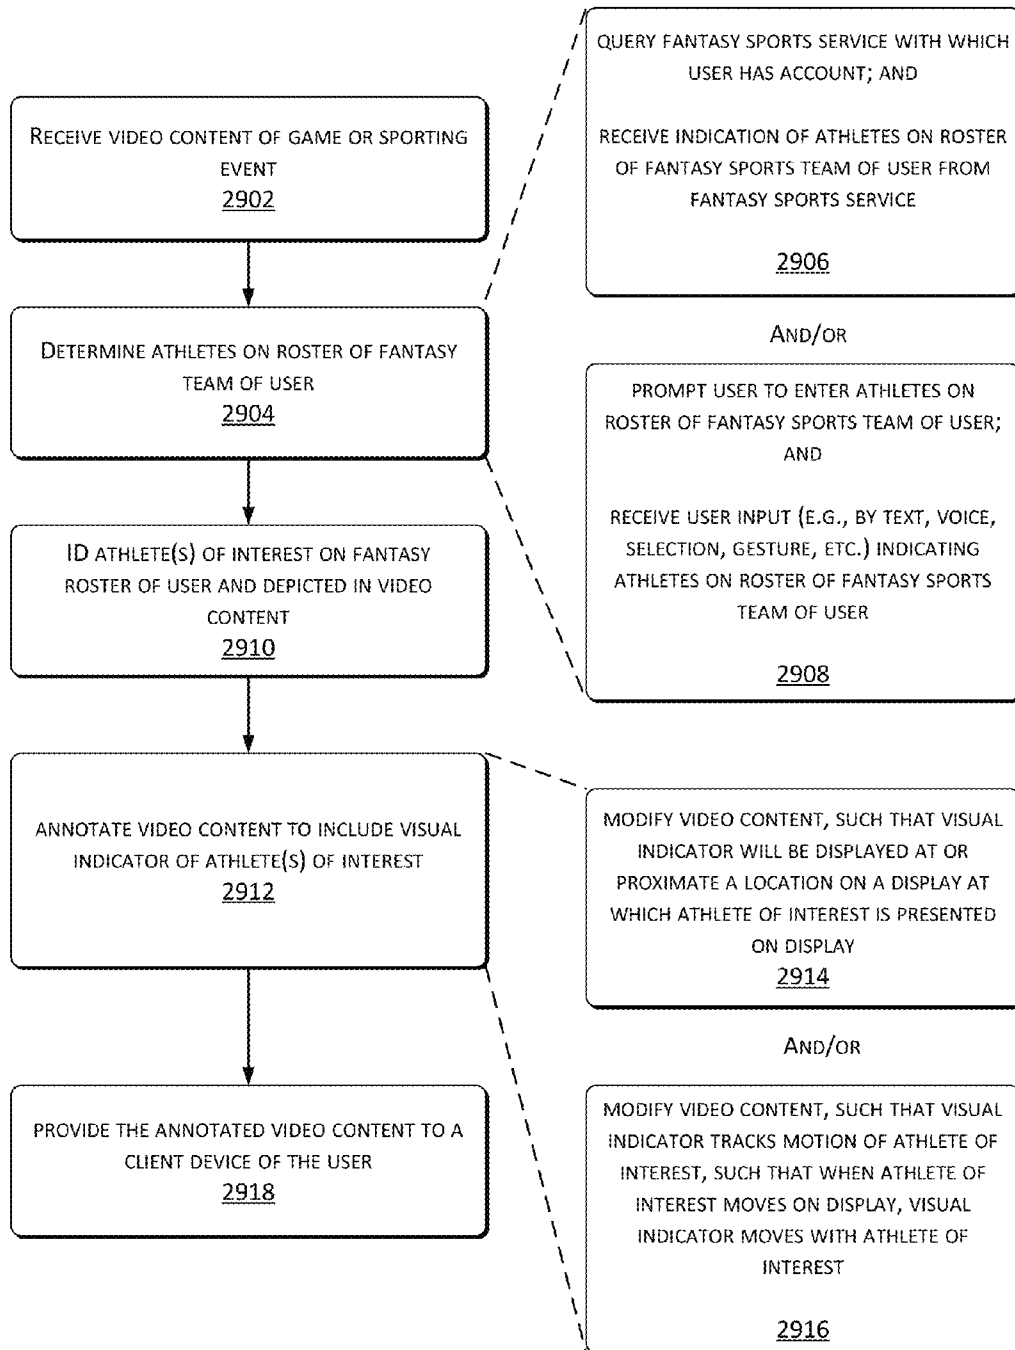 RECEIVE VIDEO CONTENT OF GAME OR SPORTING
EVENT
2902
DETERMINE ATHLETES ON ROSTER OF FANTASY
TEAM OF USER
2904
QUERY FANTASY SPORTS SERVICE WITH WHICH
USER HAS ACCOUNT; AND
RECEIVE INDICATION OF ATHLETES ON ROSTER
OF FANTASY SPORTS TEAM OF USER FROM
FANTASY SPORTS SERVICE
2906
AND/OR
PROMPT USER TO ENTER ATHLETES ON
ROSTER OF FANTASY SPORTS TEAM OF USER;
AND
RECEIVE USER INPUT (E.G., BY TEXT, VOICE,
SELECTION, GESTURE, ETC.) INDICATING
ATHLETES ON ROSTER OF FANTASY SPORTS
TEAM OF USER
2908
ID ATHLETE(S) OF INTEREST ON FANTASY
ROSTER OF USER AND DEPICTED IN VIDEO
CONTENT
2910
ANNOTATE VIDEO CONTENT TO INCLUDE VISUAL
INDICATOR OF ATHLETE(S) OF INTEREST
2912
MODIFY VIDEO CONTENT, SUCH THAT VISUAL
INDICATOR WILL BE DISPLAYED AT OR
PROXIMATE A LOCATION ON A DISPLAY AT
WHICH ATHLETE OF INTEREST IS PRESENTED
ON DISPLAY
2914
AND/OR
MODIFY VIDEO CONTENT, SUCH THAT VISUAL
INDICATOR TRACKS MOTION OF ATHLETE OF
INTEREST, SUCH THAT WHEN ATHLETE OF
INTEREST MOVES ON DISPLAY, VISUAL
INDICATOR MOVES WITH ATHLETE OF
INTEREST
2916
PROVIDE THE ANNOTATED VIDEO CONTENT TO A
CLIENT DEVICE OF THE USER
2918